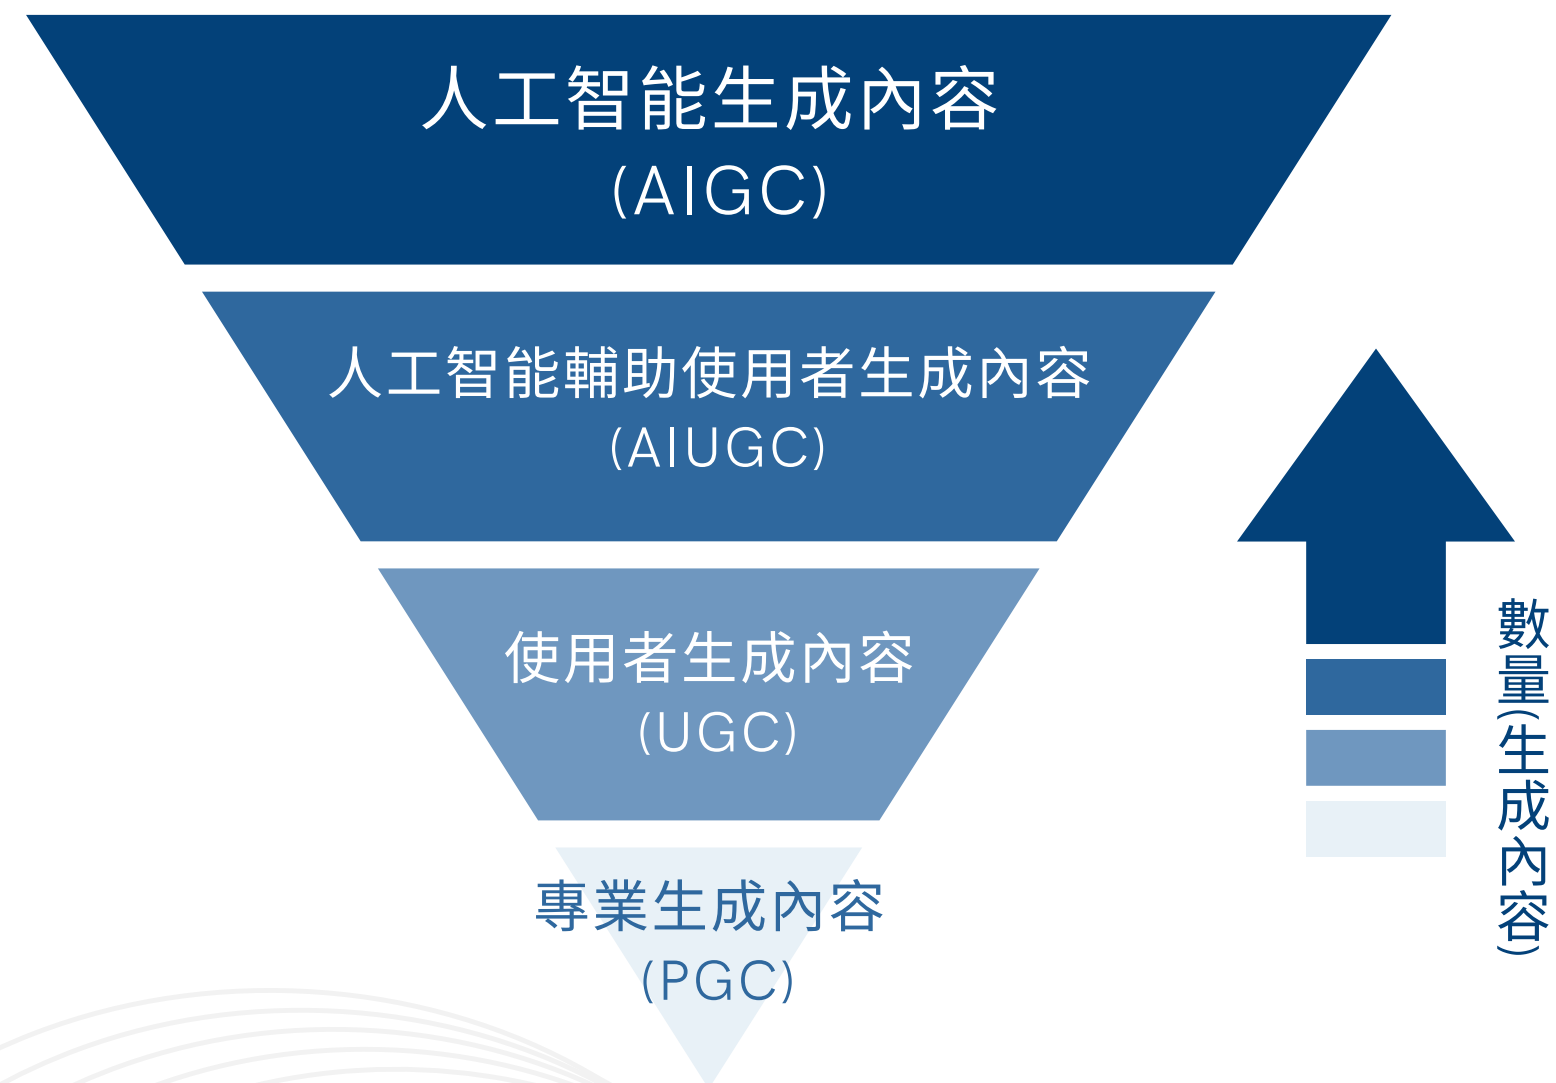 人工智能生成內容
(AIGC)
人工智能輔助使用者生成內容
(AIUGC)
使用者生成內容
(UGC)
專業生成內容
(PGC)
數量(生成內容)